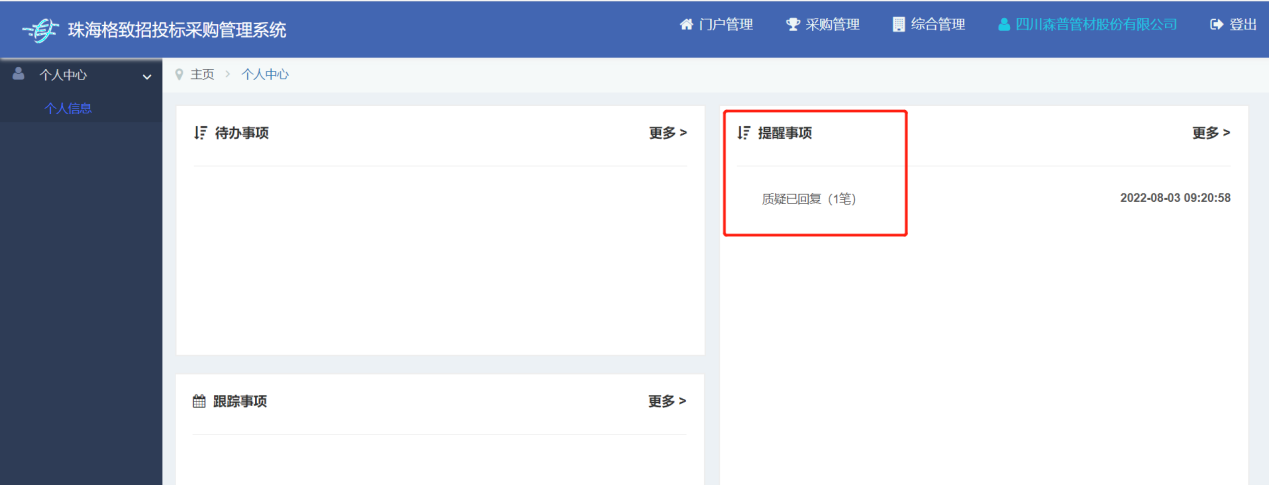 珠海格致招投标采购管理系统
门户管理 采购管理 综合管理 四川森普管材股份有限公司 登出
个人中心
主页 > 个人中心
个人信息
待办事项 更多 >
提醒事项 更多 >
质疑已回复（1笔） 2022-08-03 09:20:58
跟踪事项 更多 >